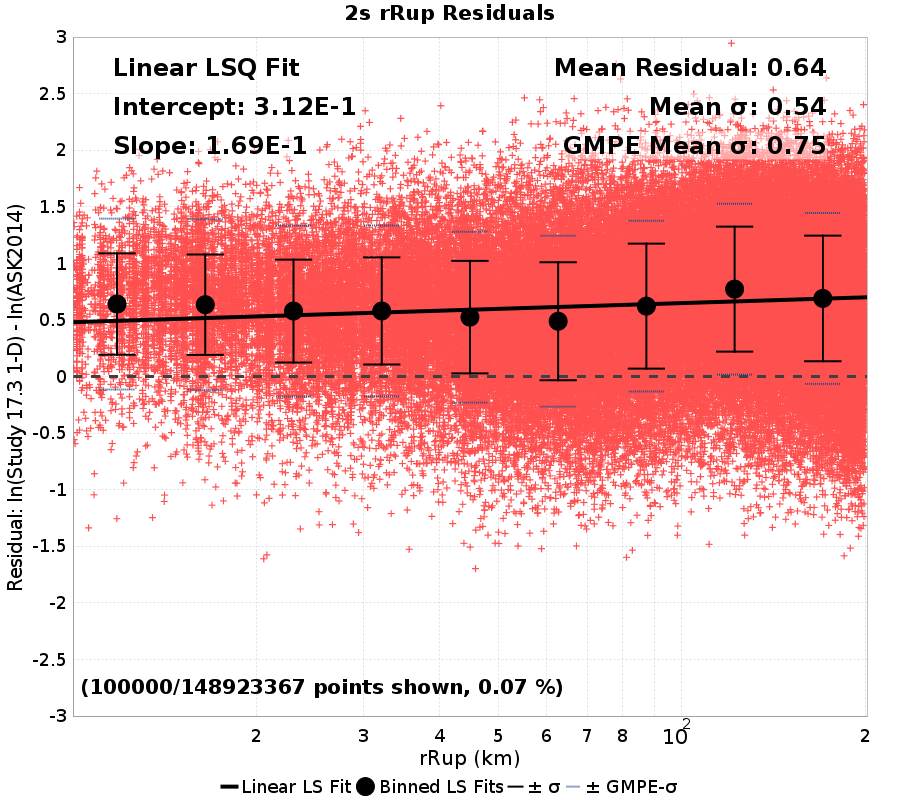 2s rRup Residuals
Linear LSQ Fit
Intercept: 3.12E-1
Slope: 1.69E-1
Mean Residual: 0.64
Mean σ: 0.54
GMPE Mean σ: 0.75
Residual: ln(Study 17.3 1-D) - ln(ASK2014)
3
2.5
2
1.5
1
0.5
0
-0.5
-1
-1.5
-2
-2.5
-3
(100000/148923367 points shown, 0.07 %)
2 3 4 5 6 7 8 10² 2
rRup (km)
Linear LS Fit Binned LS Fits ± σ ± GMPE-σ